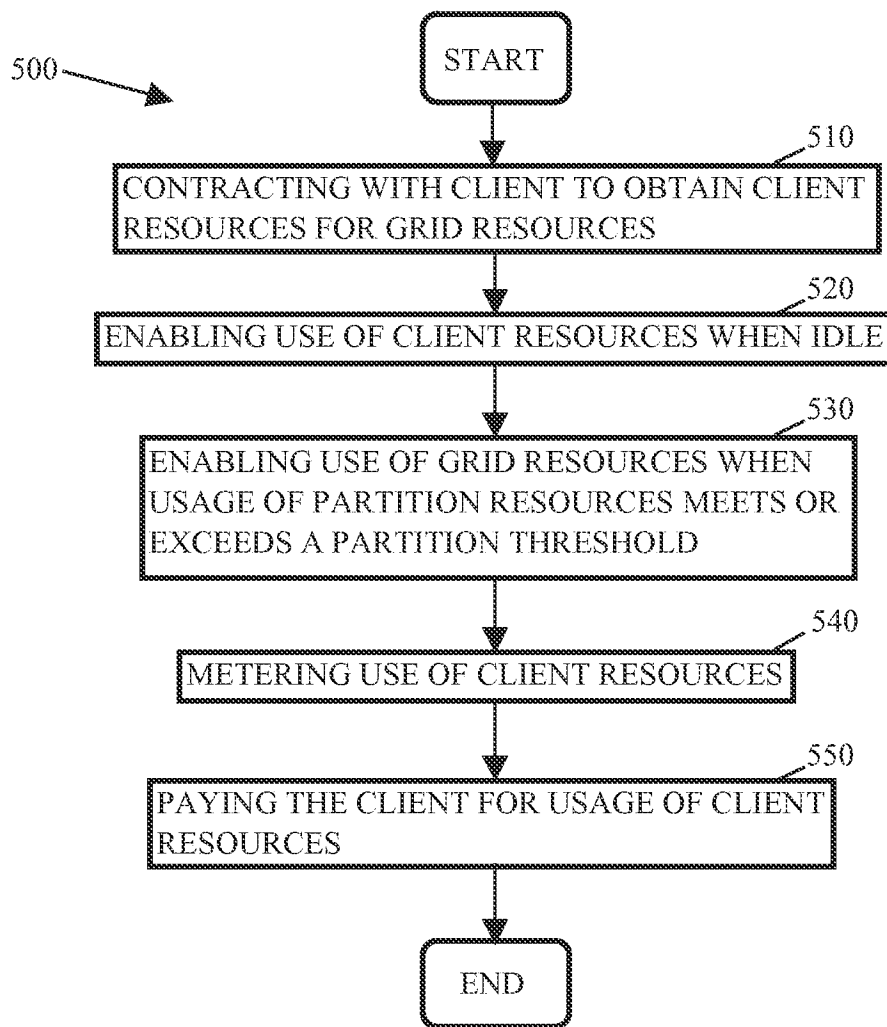 START
500
510
CONTRACTING WITH CLIENT TO OBTAIN CLIENT
RESOURCES FOR GRID RESOURCES
520
ENABLING USE OF CLIENT RESOURCES WHEN IDLE
530
ENABLING USE OF GRID RESOURCES WHEN
USAGE OF PARTITION RESOURCES MEETS OR
EXCEEDS A PARTITION THRESHOLD
540
METERING USE OF CLIENT RESOURCES
550
PAYING THE CLIENT FOR USAGE OF CLIENT
RESOURCES
END